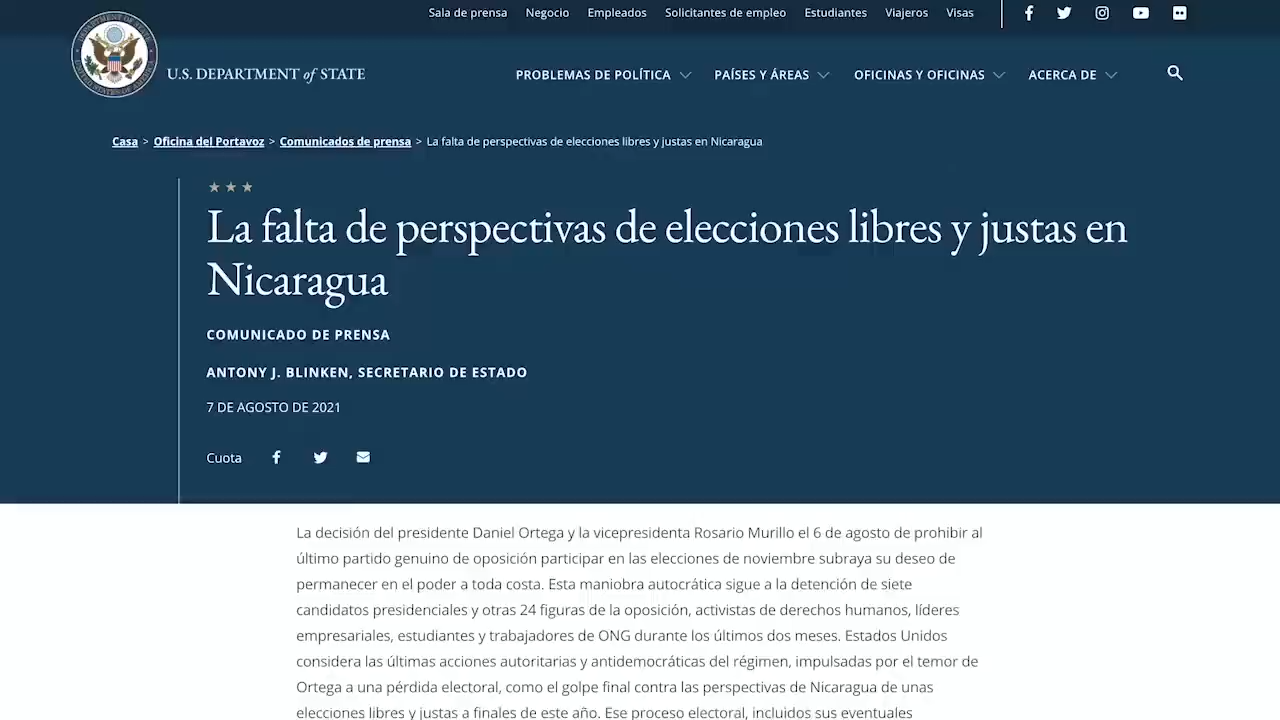 Sala de prensa Negocio Empleados Solicitantes de empleo Estudiantes Viajeros Visas
U.S. DEPARTMENT of STATE
PROBLEMAS DE POLÍTICA PAÍSES Y ÁREAS OFICINAS Y OFICINAS ACERCA DE
Casa > Oficina del Portavoz > Comunicados de prensa > La falta de perspectivas de elecciones libres y justas en Nicaragua
La falta de perspectivas de elecciones libres y justas en
Nicaragua
COMUNICADO DE PRENSA
ANTONY J. BLINKEN, SECRETARIO DE ESTADO
7 DE AGOSTO DE 2021
Cuota
La decisión del presidente Daniel Ortega y la vicepresidenta Rosario Murillo el 6 de agosto de prohibir al
último partido genuino de oposición participar en las elecciones de noviembre subraya su deseo de
permanecer en el poder a toda costa. Esta maniobra autocrática sigue a la detención de siete
candidatos presidenciales y otras 24 figuras de la oposición, activistas de derechos humanos, líderes
empresariales, estudiantes y trabajadores de ONG durante los últimos dos meses. Estados Unidos
considera las últimas acciones autoritarias y antidemocráticas del régimen, impulsadas por el temor de
Ortega a una pérdida electoral, como el golpe final contra las perspectivas de Nicaragua de unas
elecciones libres y justas a finales de este año. Ese proceso electoral, incluidos sus eventuales